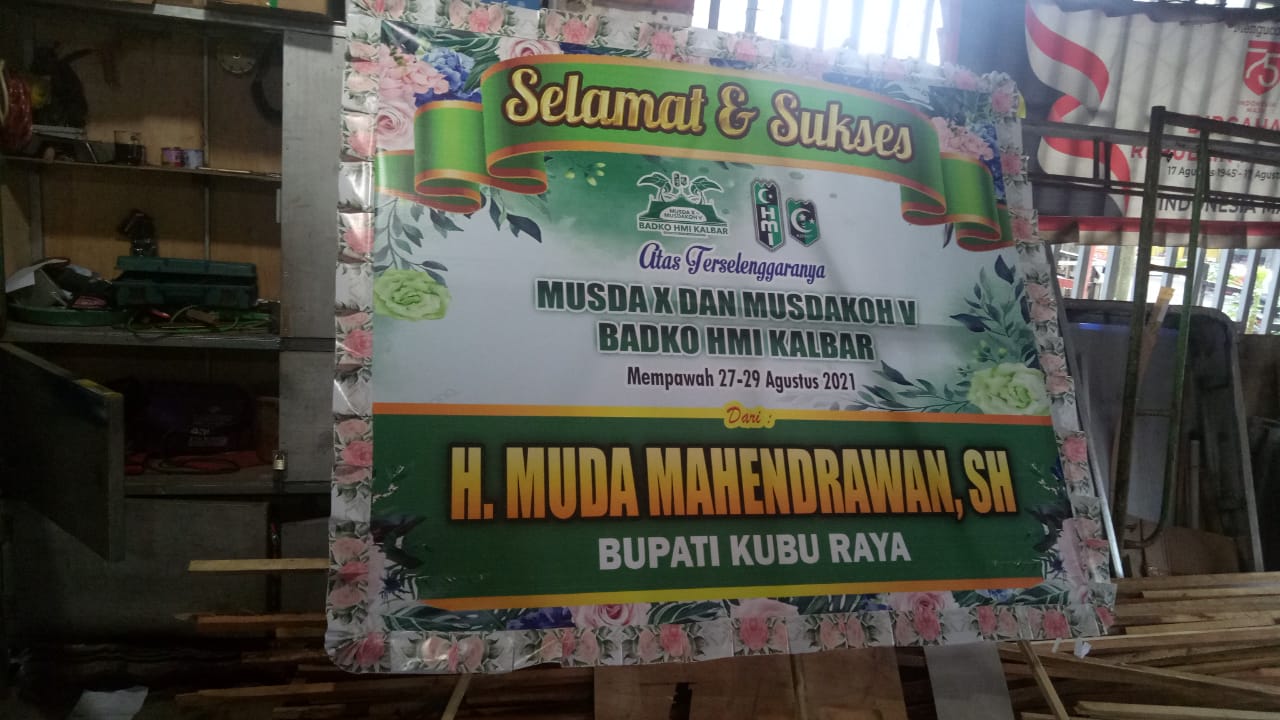 Selamat & Sukses
MUSDA X -
MUSDAKOH V
BADKO HMI KALBAR
HMI
Atas Terselenggaranya
MUSDA X DAN MUSDAKOH V
BADKO HMI KALBAR
Mempawah 27-29 Agustus 2021
Dari :
H. MUDA MAHENDRAWAN, SH
BUPATI KUBU RAYA
75
17 Agustus 1945 - 17
INDONESIA